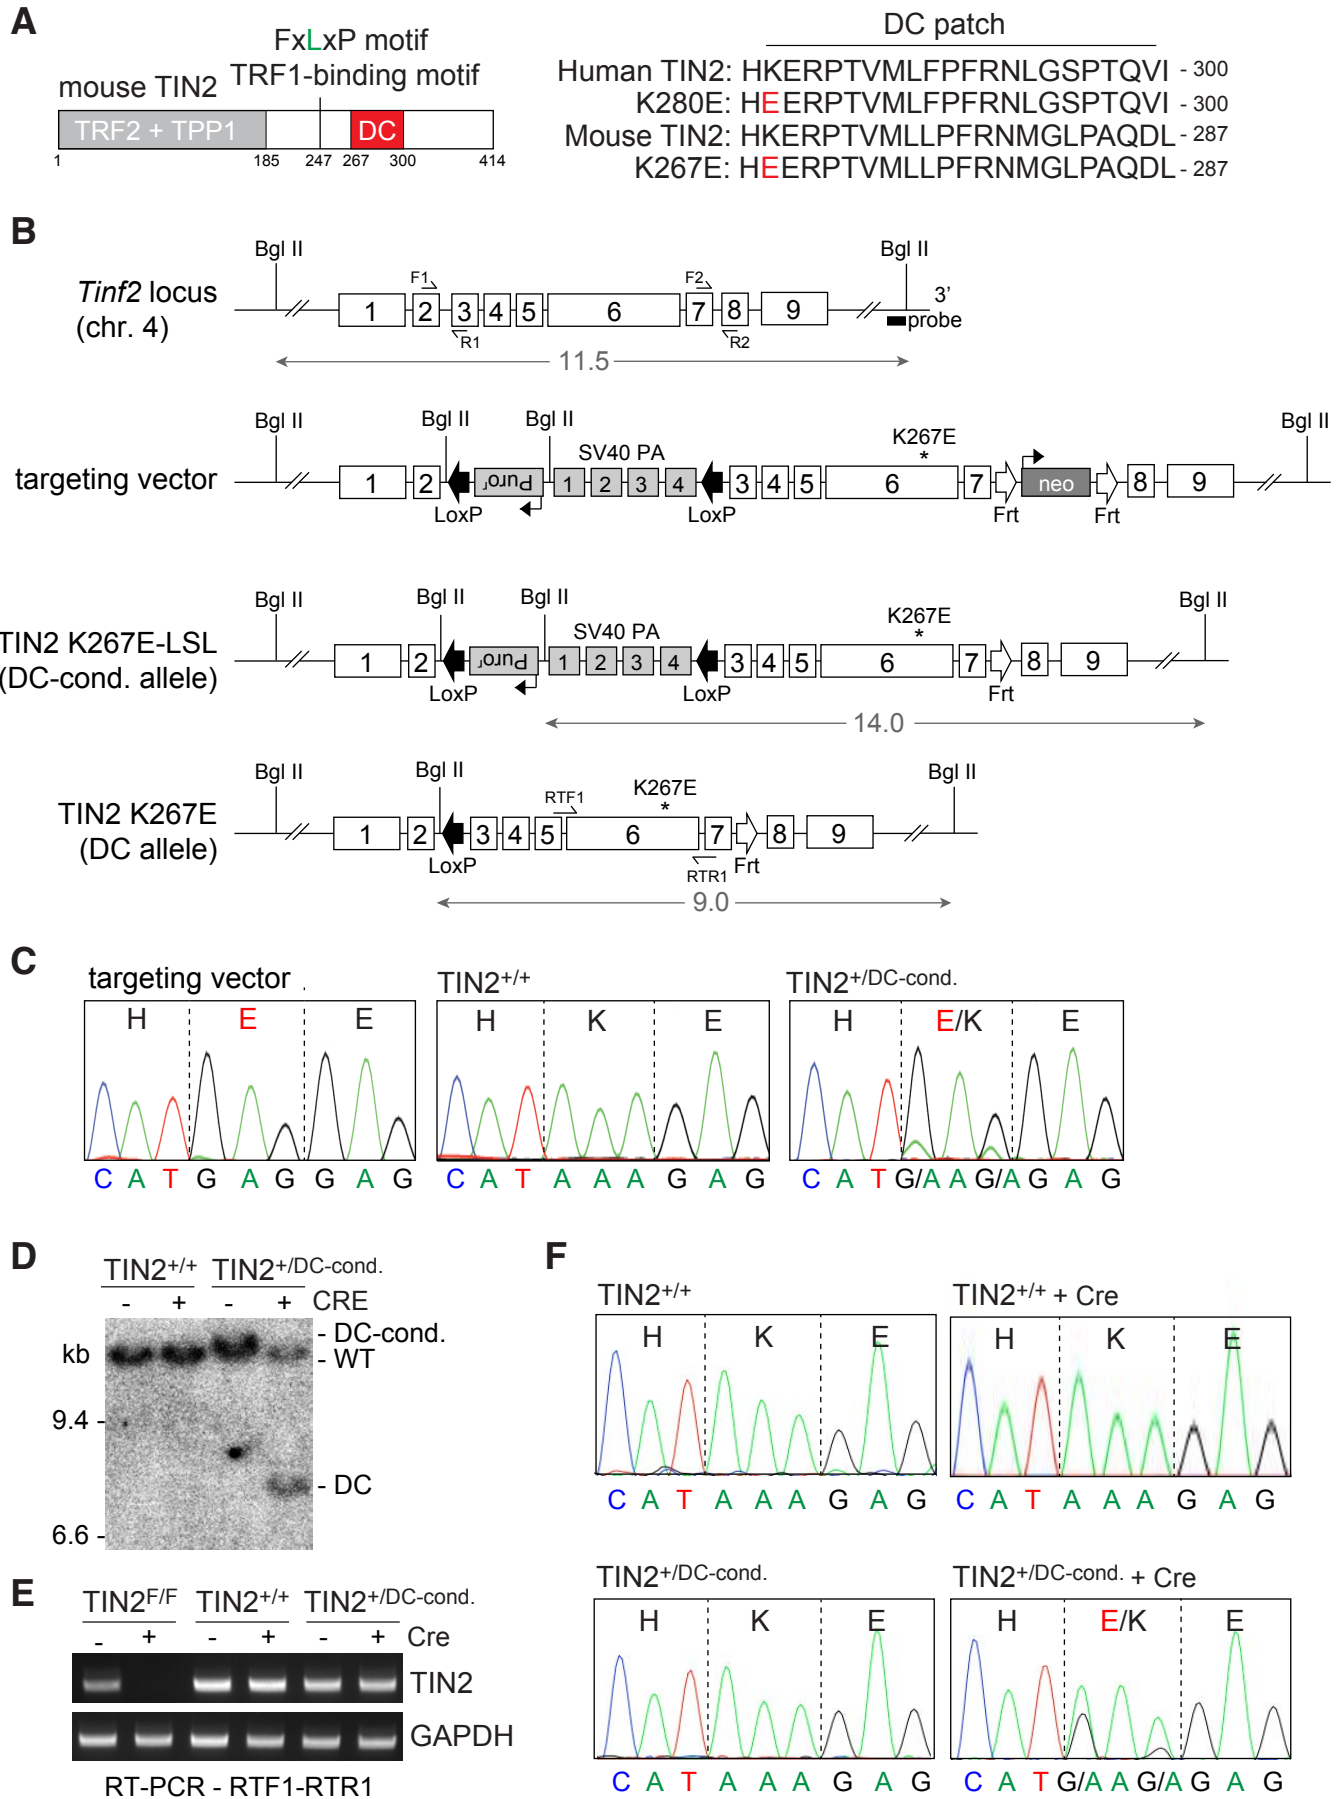 A
FxLxP motif
TRF1-binding motif
mouse TIN2
TRF2 + TPP1
DC
1 185 247 267 300 414
DC patch
Human TIN2: HKERPTVMLFPFRNLGSPTQVI - 300
K280E: HEERPTVMLFPFRNLGSPTQVI - 300
Mouse TIN2: HKERPTVMLLPFRNMGLPAQDL - 287
K267E: HEERPTVMLLPFRNMGLPAQDL - 287
B
Bgl II Bgl II
Tinf2 locus
(chr. 4)
F1 F2
1 2 3 4 5 6 7 8 9
R1 R2
3'
probe
11.5
Bgl II Bgl II Bgl II Bgl II
targeting vector
SV40 PA
K267E
*
1 2 Puroʳ 1 2 3 4 3 4 5 6 7 neo 8 9
LoxP LoxP Frt Frt
Bgl II Bgl II Bgl II Bgl II
TIN2 K267E-LSL
(DC-cond. allele)
SV40 PA
K267E
*
1 2 Puroʳ 1 2 3 4 3 4 5 6 7 8 9
LoxP LoxP Frt
14.0
Bgl II Bgl II Bgl II
TIN2 K267E
(DC allele)
RTF1
K267E
*
1 2 3 4 5 6 7 8 9
LoxP RTR1 Frt
9.0
C
targeting vector
H E E
C A T G A G G A G
TIN2+/+
H K E
C A T A A A G A G
TIN2+/DC-cond.
H E/K E
C A T G/A A G/A G A G
D
TIN2+/+ TIN2+/DC-cond.
- + - + CRE
kb
- DC-cond.
- WT
9.4 -
- DC
6.6 -
E
TIN2F/F TIN2+/+ TIN2+/DC-cond.
- + - + - + Cre
TIN2
GAPDH
RT-PCR - RTF1-RTR1
F
TIN2+/+
H K E
C A T A A A G A G
TIN2+/+ + Cre
H K E
C A T A A A G A G
TIN2+/DC-cond.
H K E
C A T A A A G A G
TIN2+/DC-cond. + Cre
H E/K E
C A T G/A A G/A G A G